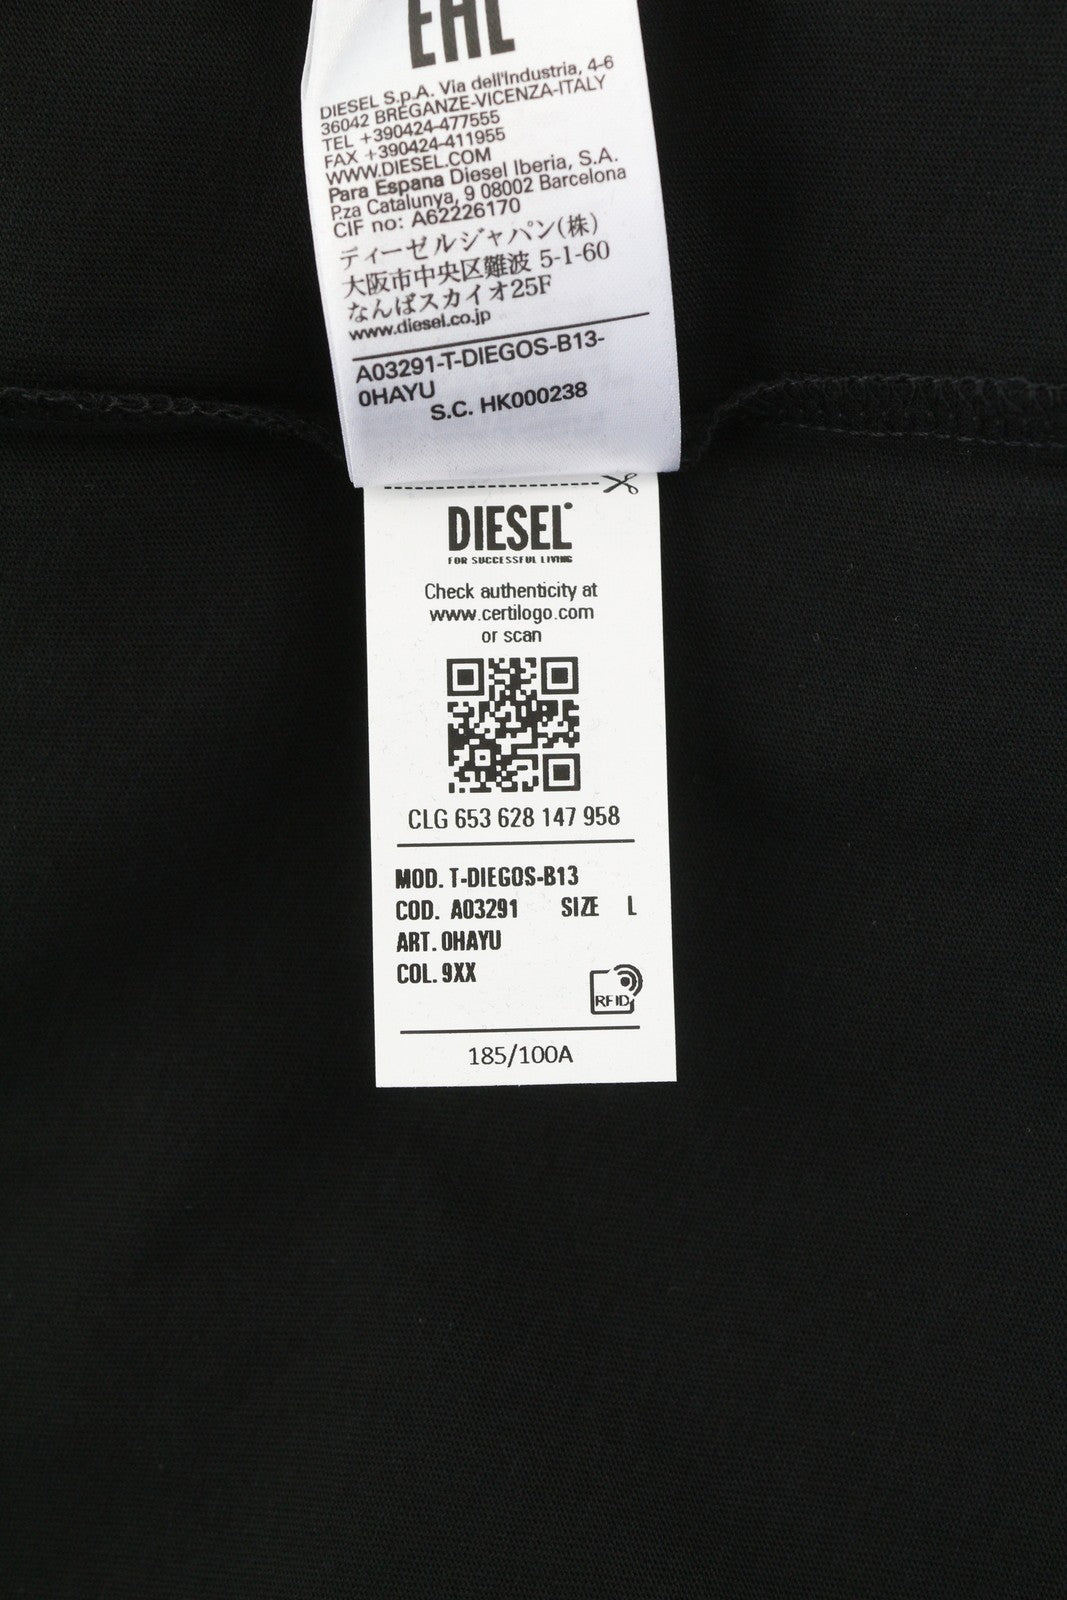 EAC
DIESEL S.p.A. Via dell'Industria, 4-6
36042 BREGANZE-VICENZA-ITALY
TEL +390424-477555
FAX +390424-411955
WWW.DIESEL.COM
Para Espana Diesel Iberia, S.A.
P.za Catalunya, 9 08002 Barcelona
CIF no: A62226170
ディーゼルジャパン(株)
大阪市中央区難波 5-1-60
なんばスカイオ25F
www.diesel.co.jp
A03291-T-DIEGOS-B13-
0HAYU
S.C. HK000238
DIESEL
FOR SUCCESSFUL LIVING
Check authenticity at
www.certilogo.com
or scan
CLG 653 628 147 958
MOD. T-DIEGOS-B13
COD. A03291 SIZE L
ART. 0HAYU
COL. 9XX
RFID
185/100A